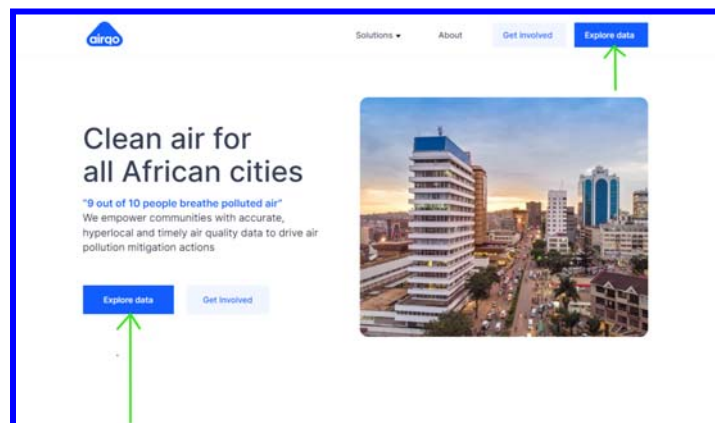 airqo
Solutions About Get Involved Explore data
Clean air for
all African cities
"9 out of 10 people breathe polluted air"
We empower communities with accurate,
hyperlocal and timely air quality data to drive air
pollution mitigation actions
Explore data Get Involved